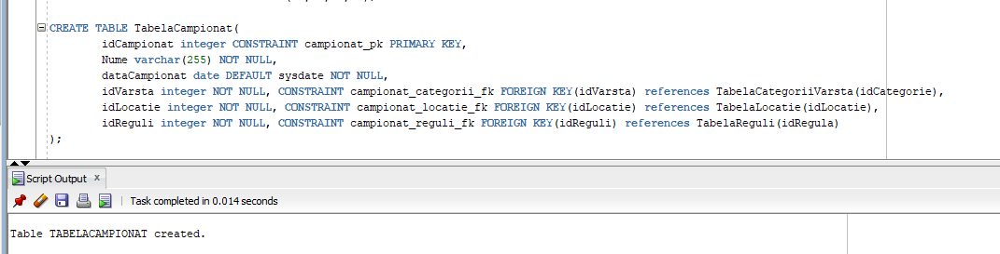 CREATE TABLE TabelaCampionat(
idCampionat integer CONSTRAINT campionat_pk PRIMARY KEY,
Nume varchar(255) NOT NULL,
dataCampionat date DEFAULT sysdate NOT NULL,
idVarsta integer NOT NULL, CONSTRAINT campionat_categorii_fk FOREIGN KEY(idVarsta) references TabelaCategoriiVarsta(idCategorie),
idLocatie integer NOT NULL, CONSTRAINT campionat_locatie_fk FOREIGN KEY(idLocatie) references TabelaLocatie(idLocatie),
idReguli integer NOT NULL, CONSTRAINT campionat_reguli_fk FOREIGN KEY(idReguli) references TabelaReguli(idRegula)
);
Script Output x
Task completed in 0.014 seconds
Table TABELACAMPIONAT created.